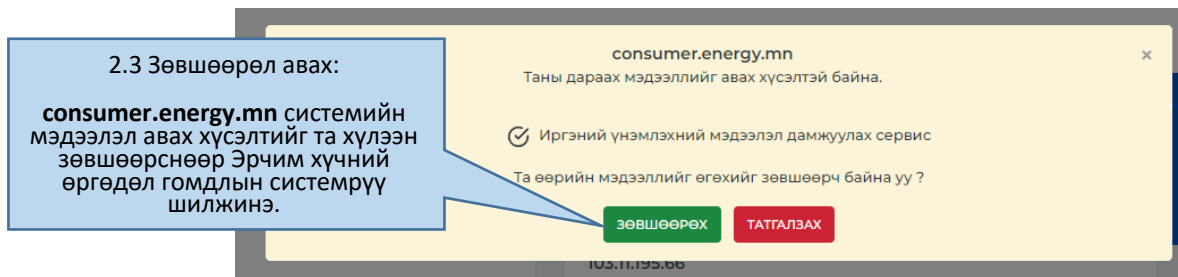 2.3 Зөвшөөрөл авах:
consumer.energy.mn системийн
мэдээлэл авах хүсэлтийг та хүлээн
зөвшөөрснөөр Эрчим хүчний
өргөдөл гомдлын системрүү
шилжинэ.
consumer.energy.mn
×
Таны дараах мэдээллийг авах хүсэлтэй байна.
Иргэний үнэмлэхний мэдээлэл дамжуулах сервис
Та өөрийн мэдээллийг өгөхийг зөвшөөрч байна уу ?
ЗӨВШӨӨРӨХ
ТАТГАЛЗАХ
103.11.195.66